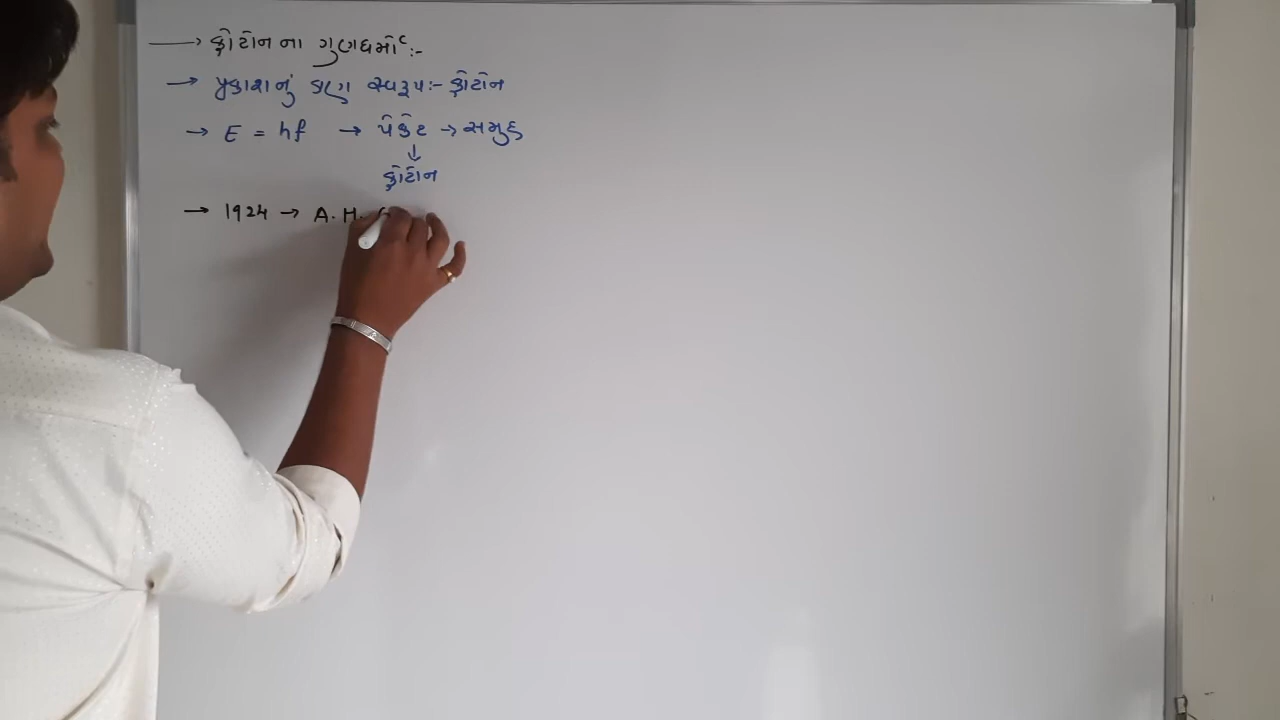 → ફોટોન ના ગુણધર્મો :-
→ પ્રકાશનું કણ સ્વરૂપ :- ફોટોન
→ E = hf → પેકેટ → સમુહ
↓
ફોટોન
→ 1924 → A. H.